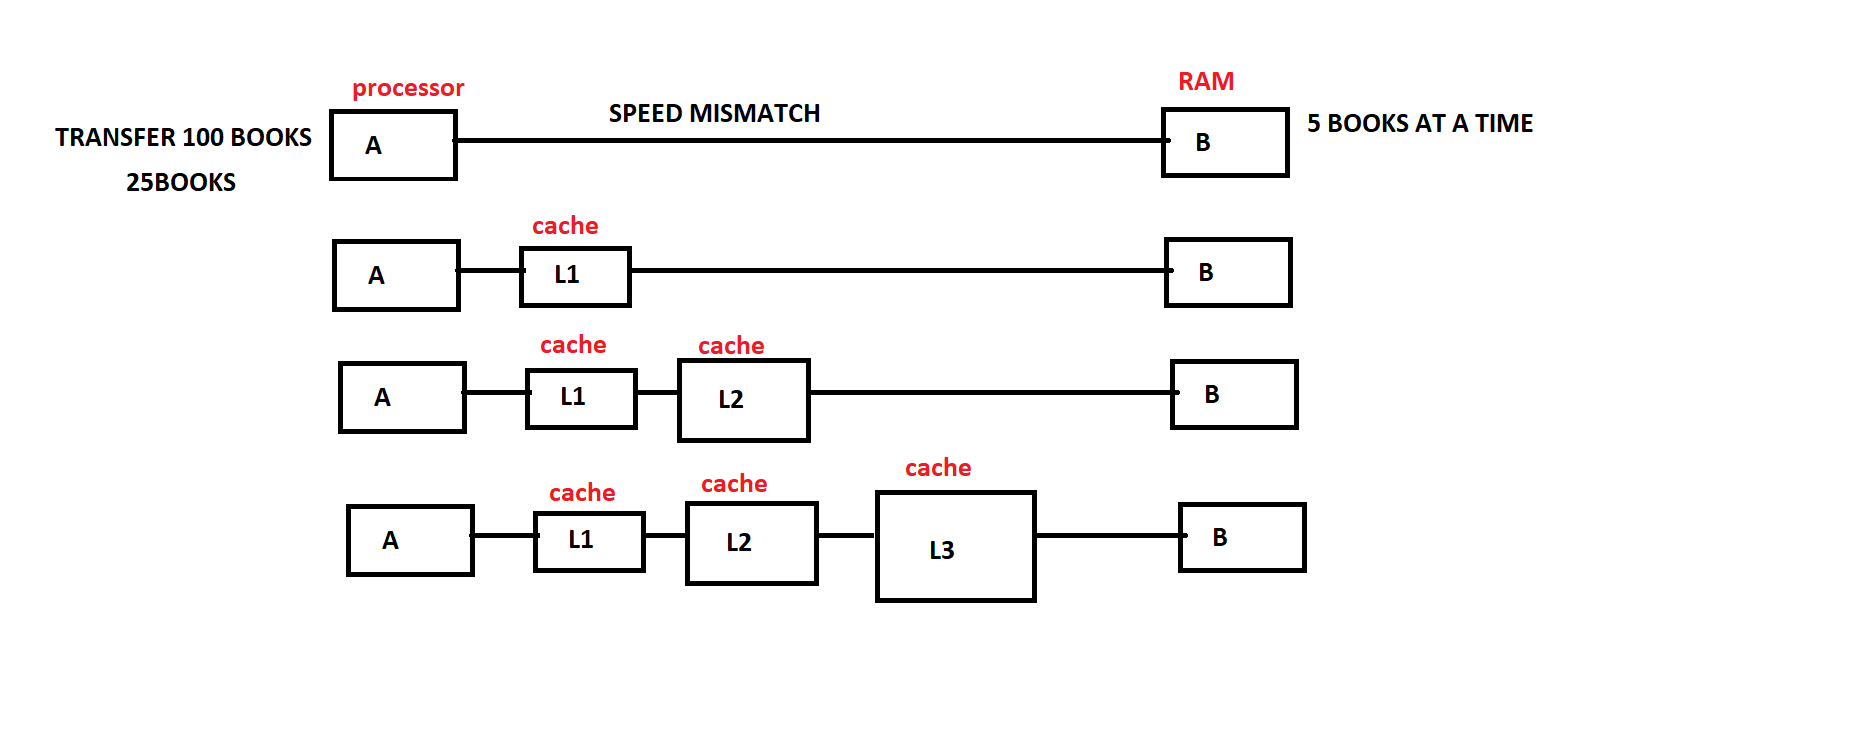 processor
RAM
SPEED MISMATCH
TRANSFER 100 BOOKS
A
B
5 BOOKS AT A TIME
25BOOKS
cache
A
L1
B
cache
cache
A
L1
L2
B
cache
cache
cache
A
L1
L2
L3
B